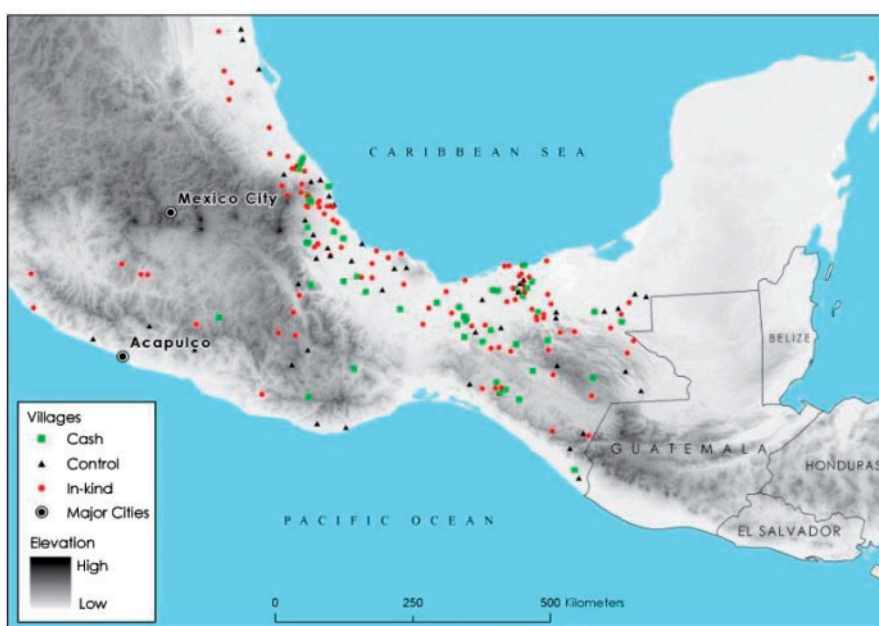 CARIBBEAN SEA
Mexico City
Acapulco
BELIZE
GUATEMALA
HONDURAS
EL SALVADOR
PACIFIC OCEAN
Villages
Cash
Control
In-kind
Major Cities
Elevation
High
Low
0 250 500 Kilometers